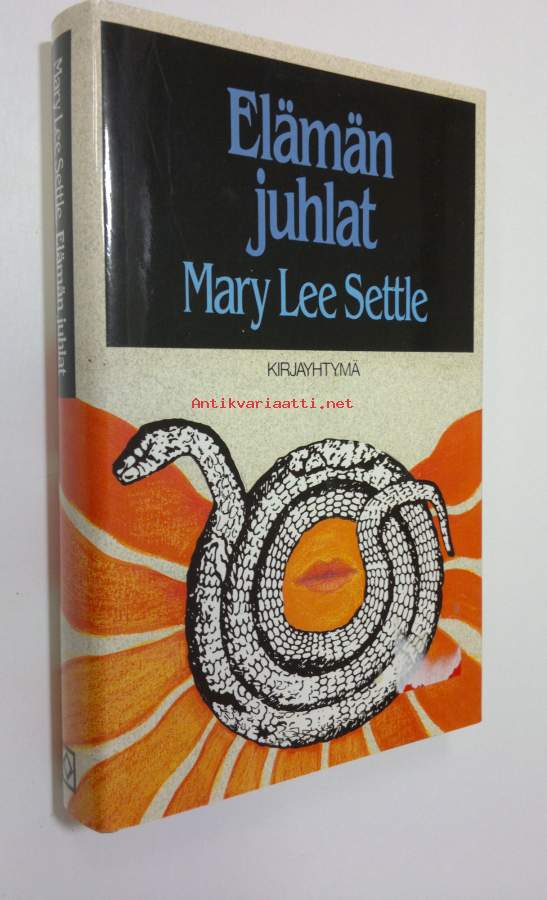 Elämän
juhlat
Mary Lee Settle
KIRJAYHTYMÄ
Antikvariaatti.net
Mary Lee Settle Elämän juhlat